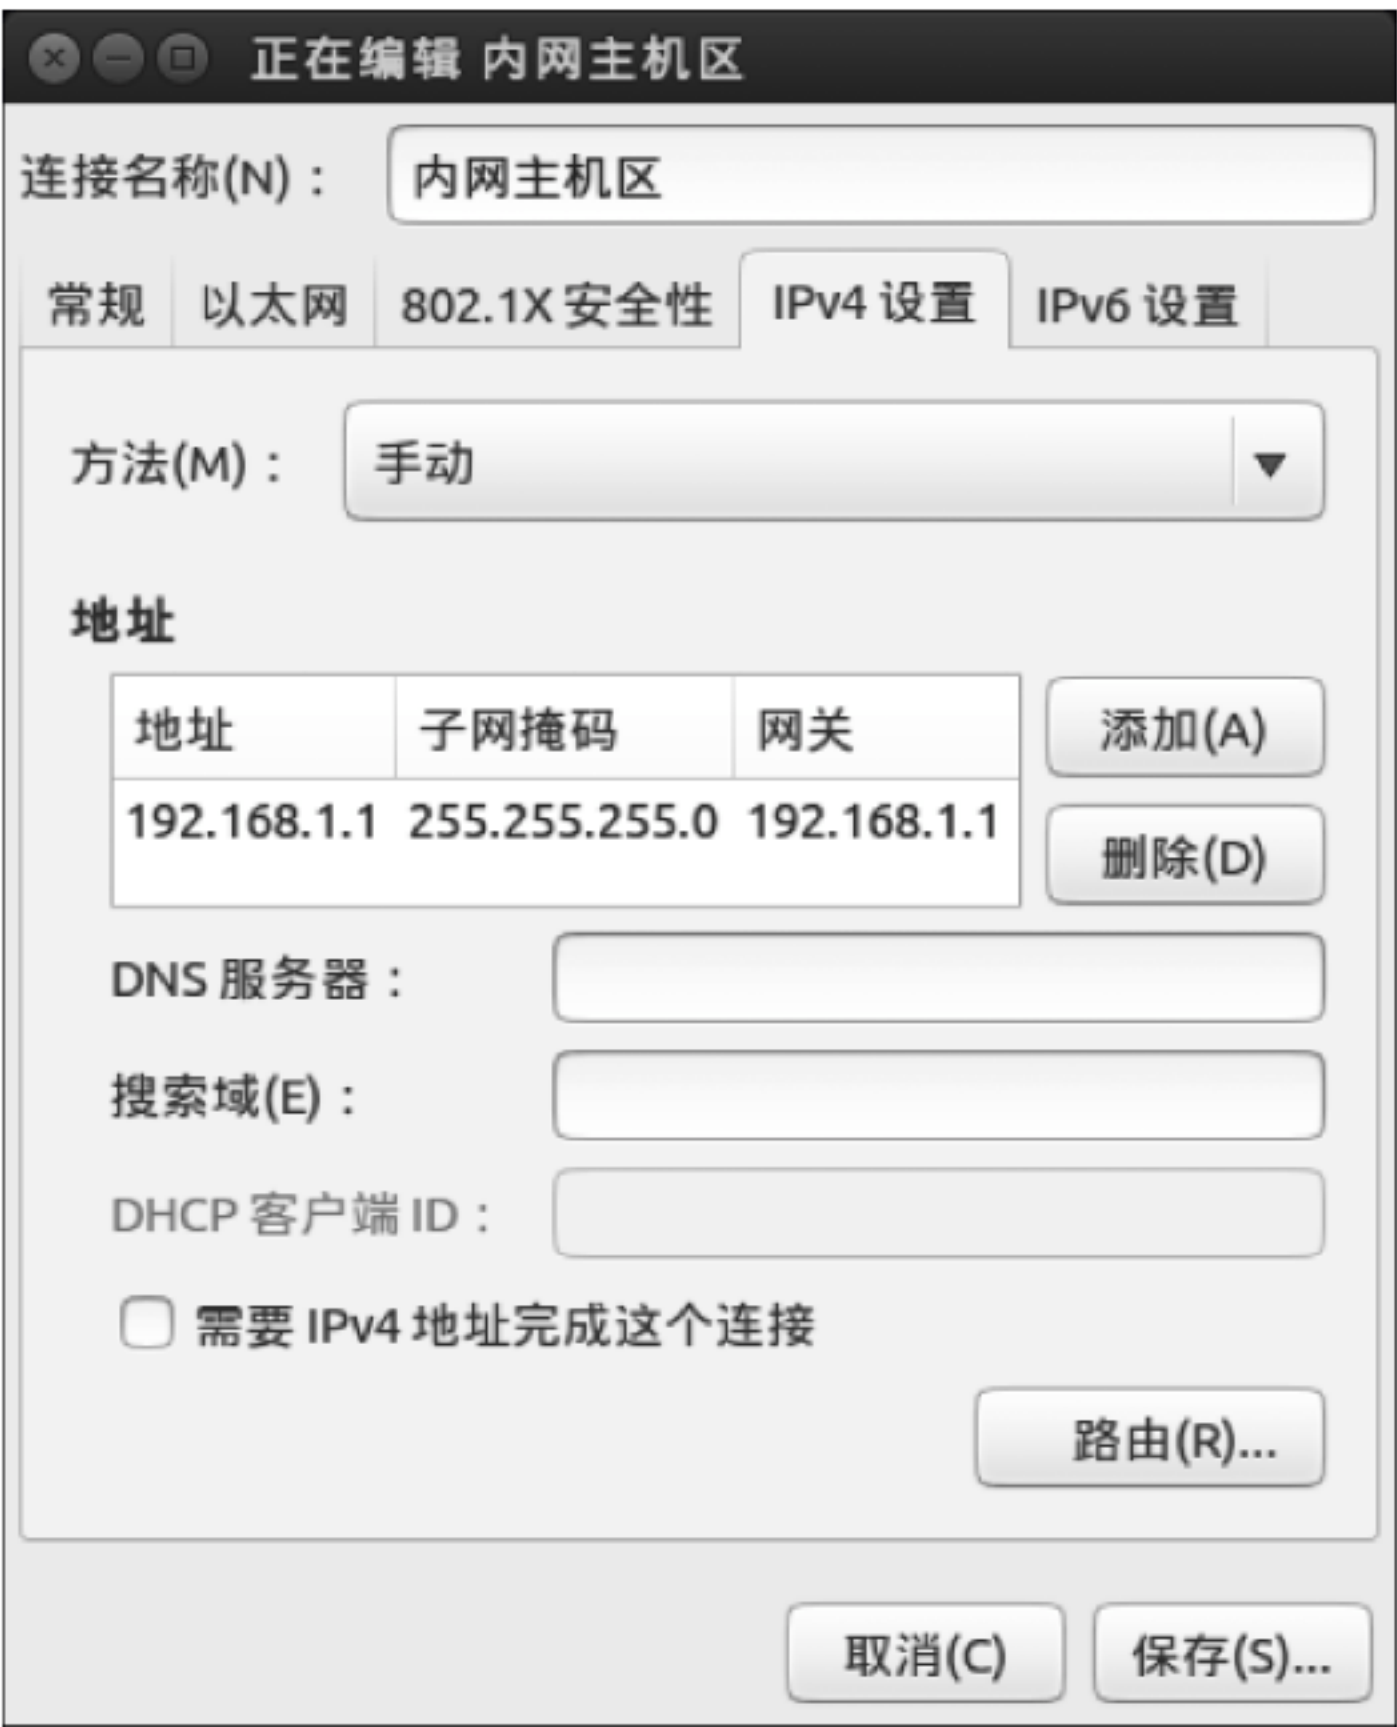 正在编辑 内网主机区
连接名称(N)： 内网主机区
常规 以太网 802.1X 安全性 IPv4 设置 IPv6 设置
方法(M)： 手动
地址
地址 子网掩码 网关 添加(A)
192.168.1.1 255.255.255.0 192.168.1.1
删除(D)
DNS 服务器：
搜索域(E)：
DHCP 客户端 ID：
需要 IPv4 地址完成这个连接
路由(R)...
取消(C) 保存(S)...